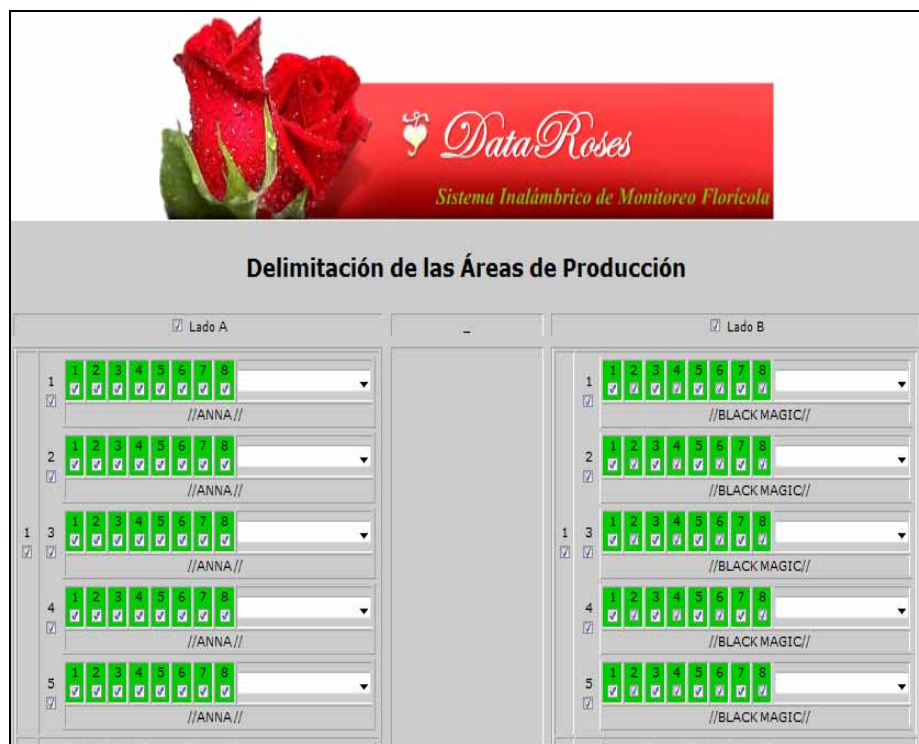 DataRoses
Sistema Inalámbrico de Monitoreo Florícola
Delimitación de las Áreas de Producción
Lado A
_
Lado B
1
1
1 2 3 4 5 6 7 8
//ANNA//
2
1 2 3 4 5 6 7 8
//ANNA//
3
1 2 3 4 5 6 7 8
//ANNA//
4
1 2 3 4 5 6 7 8
//ANNA//
5
1 2 3 4 5 6 7 8
//ANNA//
1
1
1 2 3 4 5 6 7 8
//BLACK MAGIC//
2
1 2 3 4 5 6 7 8
//BLACK MAGIC//
3
1 2 3 4 5 6 7 8
//BLACK MAGIC//
4
1 2 3 4 5 6 7 8
//BLACK MAGIC//
5
1 2 3 4 5 6 7 8
//BLACK MAGIC//